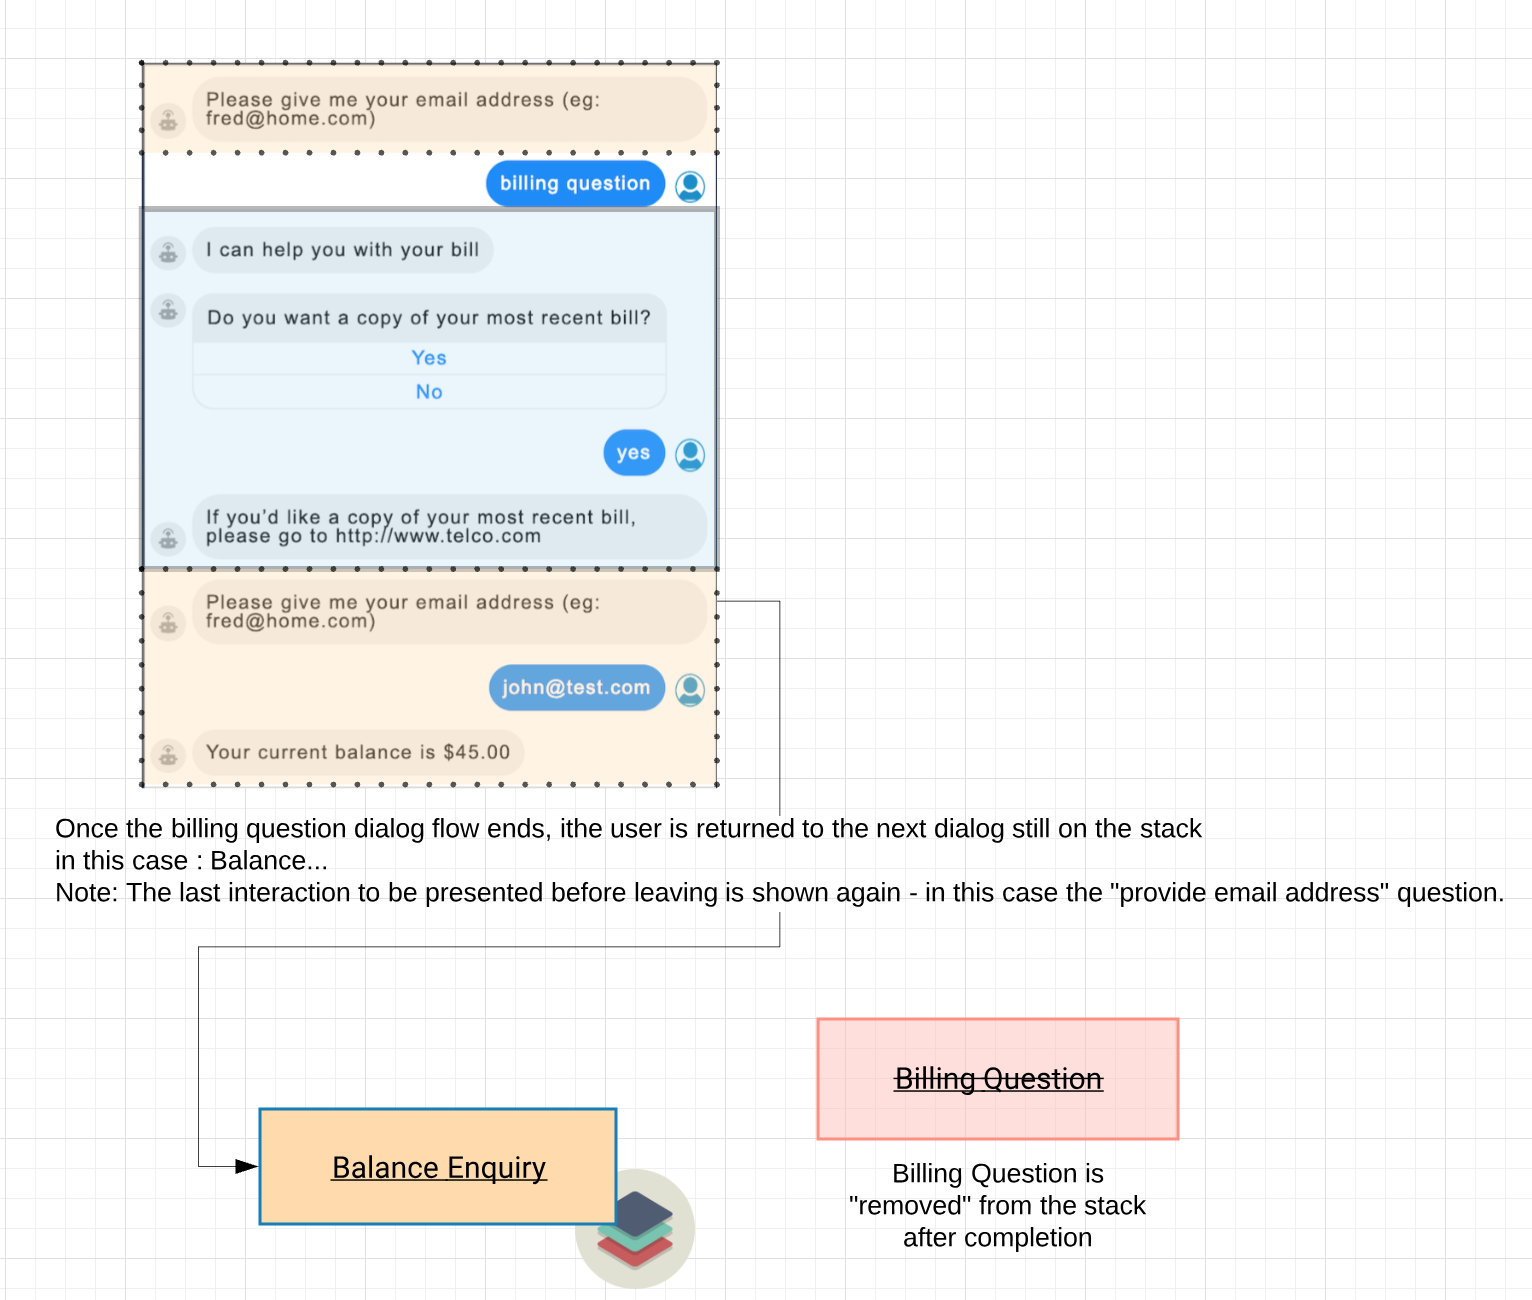 Please give me your email address (eg:
fred@home.com)
billing question
I can help you with your bill
Do you want a copy of your most recent bill?
Yes
No
yes
If you'd like a copy of your most recent bill,
please go to http://www.telco.com
Please give me your email address (eg:
fred@home.com)
john@test.com
Your current balance is $45.00
Once the billing question dialog flow ends, ithe user is returned to the next dialog still on the stack
in this case : Balance...
Note: The last interaction to be presented before leaving is shown again - in this case the "provide email address" question.
Billing Question
Balance Enquiry
Billing Question is
"removed" from the stack
after completion